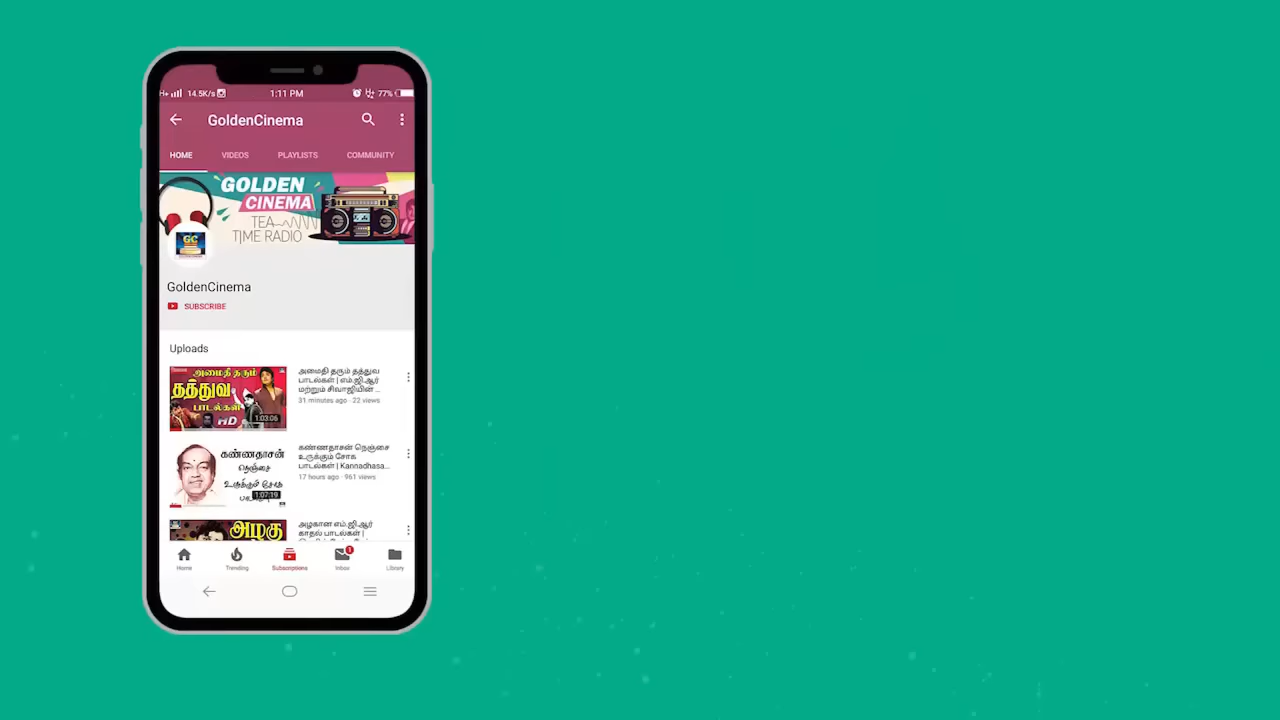 H+ 14.5K/s 1:11 PM 77%
GoldenCinema
HOME VIDEOS PLAYLISTS COMMUNITY
GOLDEN
CINEMA
TEA
TIME RADIO
GC
GoldenCinema
SUBSCRIBE
Uploads
அமைதி தரும்
தத்துவ
பாடல்கள்
HD
1:03:06
அமைதி தரும் தத்துவ
பாடல்கள் | எம்.ஜி.ஆர்
மற்றும் சிவாஜியின் ...
31 minutes ago · 22 views
கண்ணதாசன்
நெஞ்சை
உருக்கும் சோக
1:07:19
கண்ணதாசன் நெஞ்சை
உருக்கும் சோக
பாடல்கள் | Kannadhasa...
17 hours ago · 961 views
அழகு
அழகான எம்.ஜி.ஆர்
காதல் பாடல்கள் |
Home Trending Subscriptions Inbox 1 Library